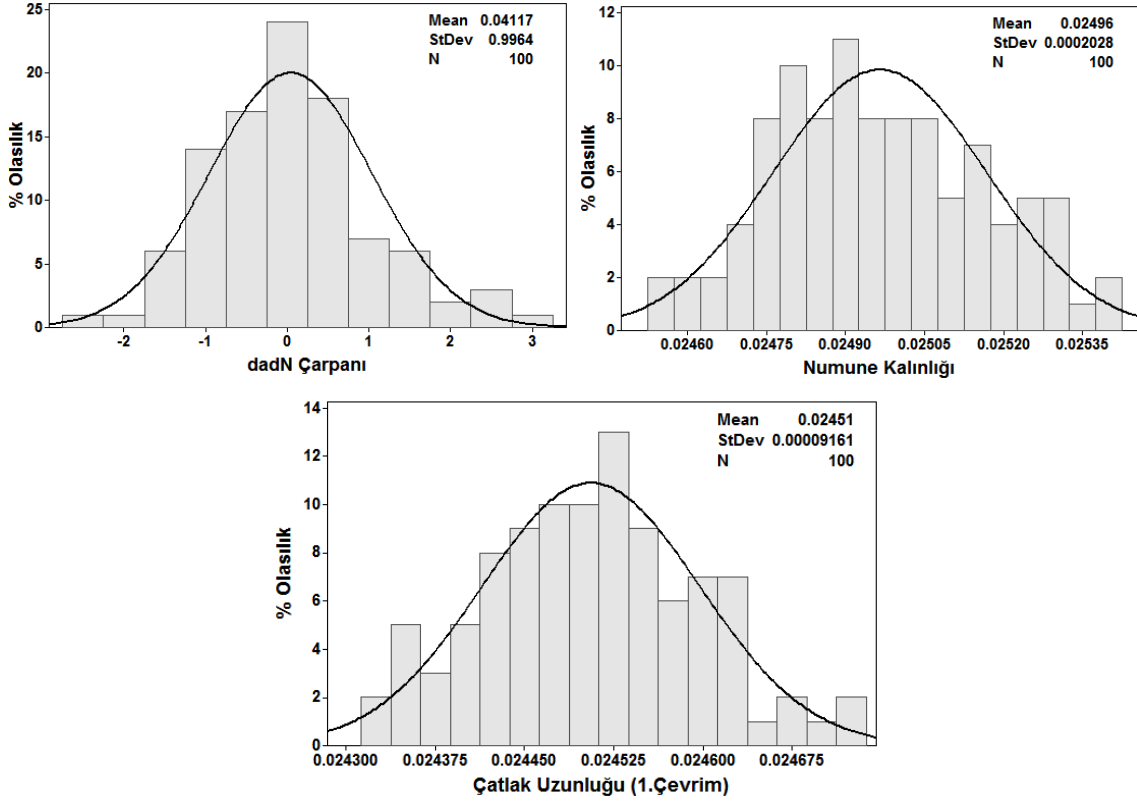 25
20
15
10
5
0
% Olasılık
Mean 0.04117
StDev 0.9964
N 100
-2 -1 0 1 2 3
dadN Çarpanı
12
10
8
6
4
2
0
% Olasılık
Mean 0.02496
StDev 0.0002028
N 100
0.02460 0.02475 0.02490 0.02505 0.02520 0.02535
Numune Kalınlığı
14
12
10
8
6
4
2
0
% Olasılık
Mean 0.02451
StDev 0.00009161
N 100
0.024300 0.024375 0.024450 0.024525 0.024600 0.024675
Çatlak Uzunluğu (1.Çevrim)